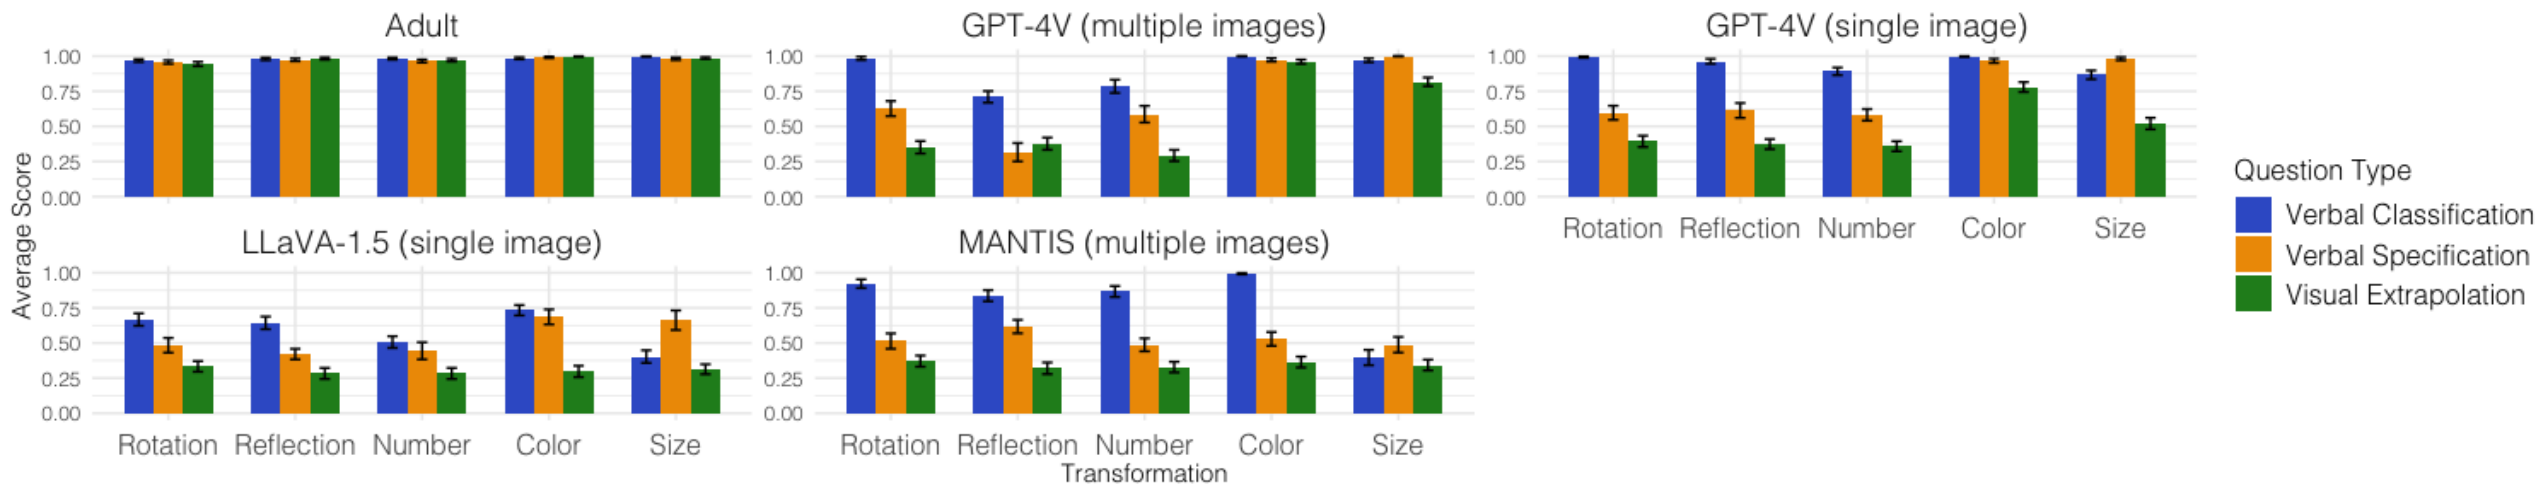 Adult
GPT-4V (multiple images)
GPT-4V (single image)
1.00
0.75
0.50
0.25
0.00
1.00
0.75
0.50
0.25
0.00
1.00
0.75
0.50
0.25
0.00
Rotation Reflection Number Color Size
LLaVA-1.5 (single image)
MANTIS (multiple images)
1.00
0.75
0.50
0.25
0.00
1.00
0.75
0.50
0.25
0.00
Rotation Reflection Number Color Size
Rotation Reflection Number Color Size
Average Score
Transformation
Question Type
Verbal Classification
Verbal Specification
Visual Extrapolation